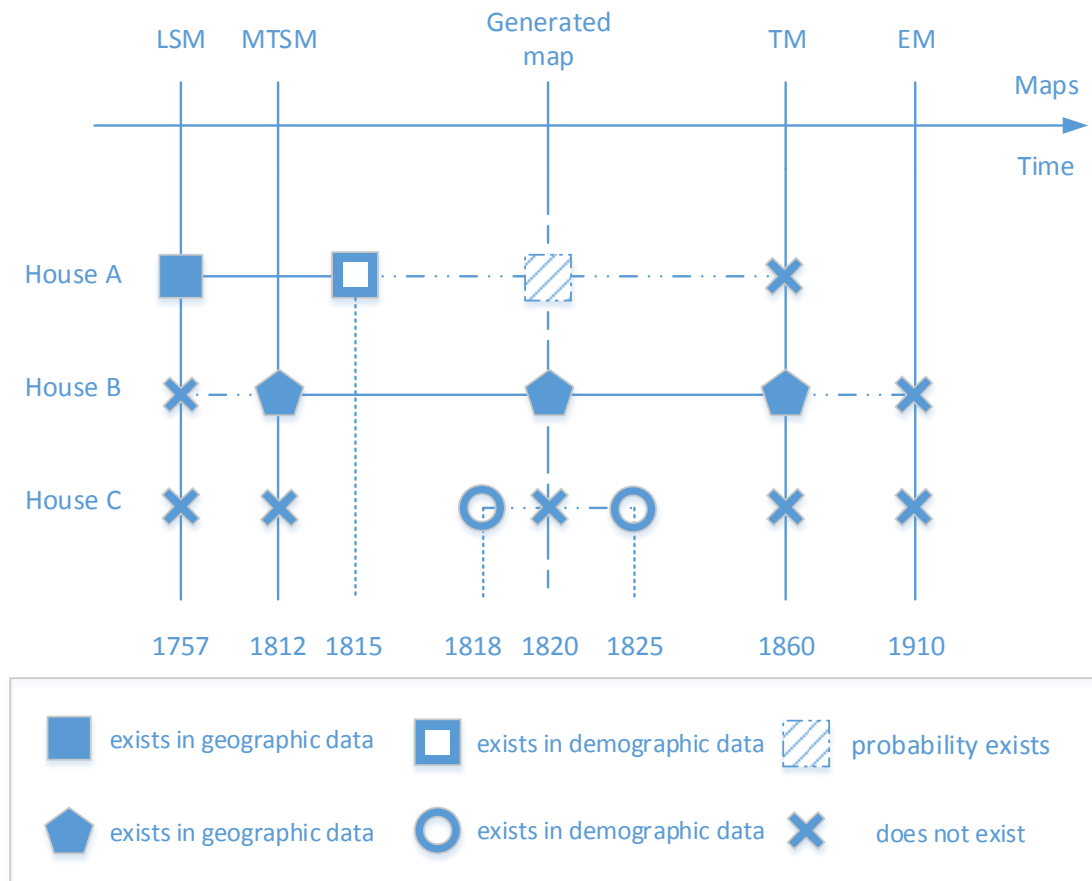 LSM MTSM Generated map TM EM
Maps
Time
House A
House B
House C
1757 1812 1815 1818 1820 1825 1860 1910
exists in geographic data exists in demographic data probability exists
exists in geographic data exists in demographic data does not exist